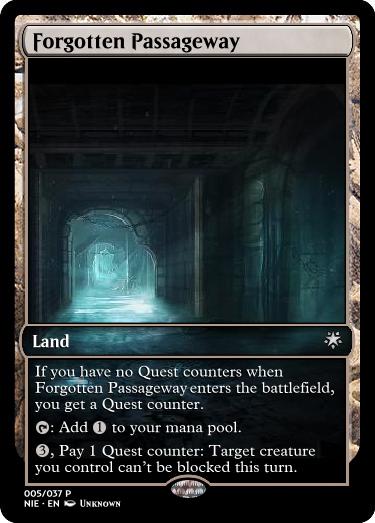 Forgotten Passageway
Land
If you have no Quest counters when
Forgotten Passageway enters the battlefield,
you get a Quest counter.
: Add 1 to your mana pool.
3, Pay 1 Quest counter: Target creature
you control can't be blocked this turn.
005/037 P
NIE • EN Unknown